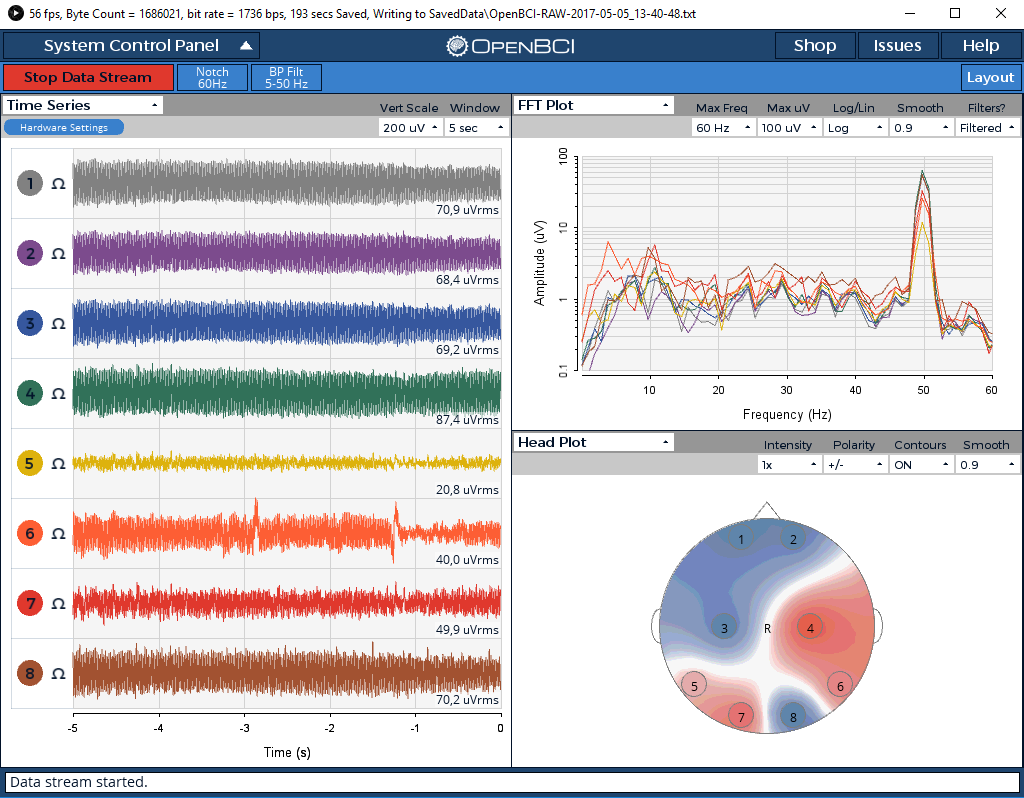 56 fps, Byte Count = 1686021, bit rate = 1736 bps, 193 secs Saved, Writing to SavedData\OpenBCI-RAW-2017-05-05_13-40-48.txt
System Control Panel
OpenBCI
Shop
Issues
Help
Stop Data Stream
Notch
60Hz
BP Filt
5-50 Hz
Layout
Time Series
Vert Scale
Window
Hardware Settings
200 uV
5 sec
1 Ω
70,9 uVrms
2 Ω
68,4 uVrms
3 Ω
69,2 uVrms
4 Ω
87,4 uVrms
5 Ω
20,8 uVrms
6 Ω
40,0 uVrms
7 Ω
49,9 uVrms
8 Ω
70,2 uVrms
-5 -4 -3 -2 -1 0
Time (s)
FFT Plot
Max Freq
Max uV
Log/Lin
Smooth
Filters?
60 Hz
100 uV
Log
0.9
Filtered
100
10
1
0.1
Amplitude (uV)
10 20 30 40 50 60
Frequency (Hz)
Head Plot
Intensity
Polarity
Contours
Smooth
1x
+/-
ON
0.9
1 2
3 R 4
5 6
7 8
Data stream started.